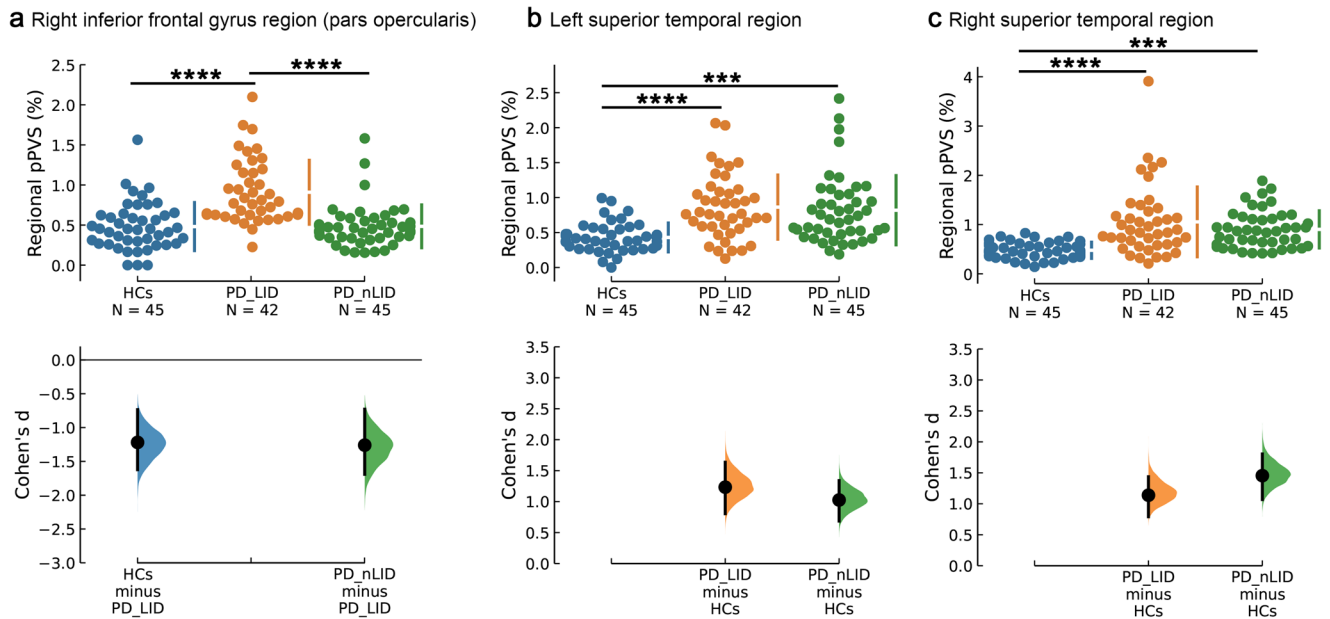 a Right inferior frontal gyrus region (pars opercularis)
b Left superior temporal region
c Right superior temporal region
Regional pPVS (%)
2.5
2.0
1.5
1.0
0.5
0.0
****
****
HCs
N = 45
PD_LID
N = 42
PD_nLID
N = 45
Regional pPVS (%)
2.5
2.0
1.5
1.0
0.5
0.0
***
****
HCs
N = 45
PD_LID
N = 42
PD_nLID
N = 45
Regional pPVS (%)
4
3
2
1
0
***
****
HCs
N = 45
PD_LID
N = 42
PD_nLID
N = 45
Cohen's d
0.0
−0.5
−1.0
−1.5
−2.0
−2.5
−3.0
HCs
minus
PD_LID
PD_nLID
minus
PD_LID
Cohen's d
3.5
3.0
2.5
2.0
1.5
1.0
0.5
0.0
PD_LID
minus
HCs
PD_nLID
minus
HCs
Cohen's d
3.5
3.0
2.5
2.0
1.5
1.0
0.5
0.0
PD_LID
minus
HCs
PD_nLID
minus
HCs